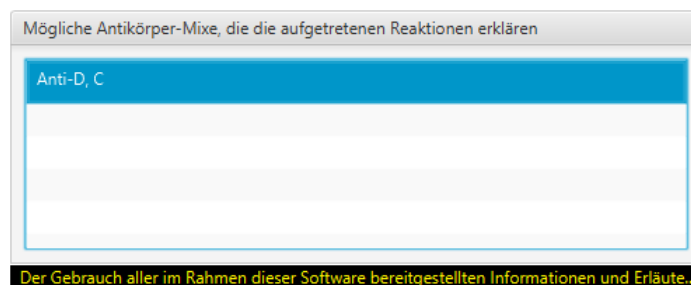 Mögliche Antikörper-Mixe, die die aufgetretenen Reaktionen erklären
Anti-D, C
Der Gebrauch aller im Rahmen dieser Software bereitgestellten Informationen und Erläute..